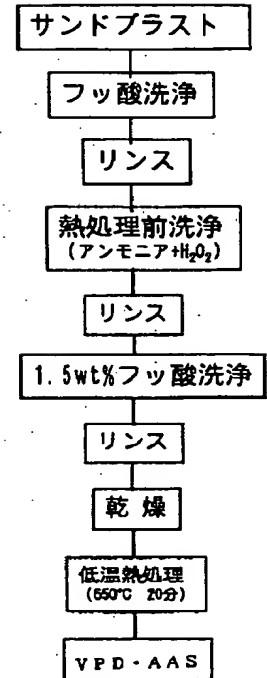 サンドブラスト
フッ酸洗浄
リンス
熱処理前洗浄
(アンモニア+H₂O₂)
リンス
1.5wt%フッ酸洗浄
リンス
乾 燥
低温熱処理
(650℃ 20分)
VPD-AAS